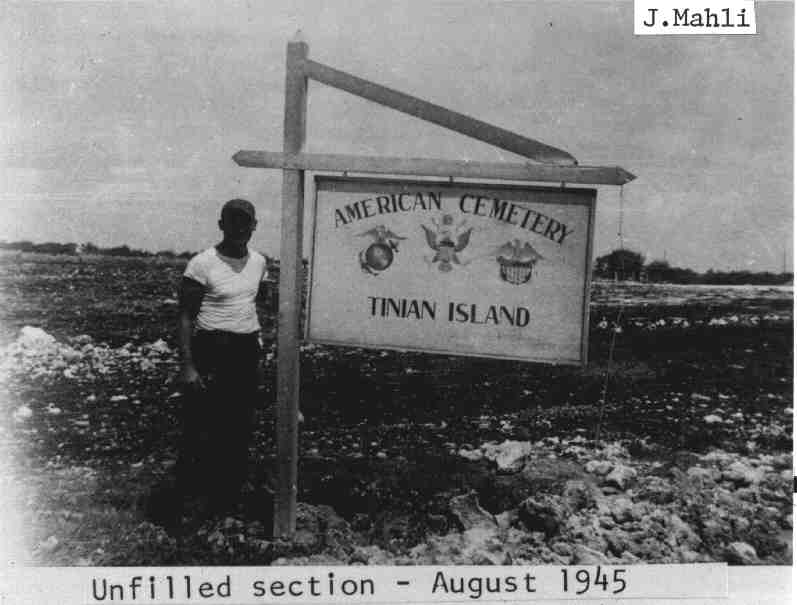 J.Mahli
AMERICAN CEMETERY
TINIAN ISLAND
Unfilled section - August 1945